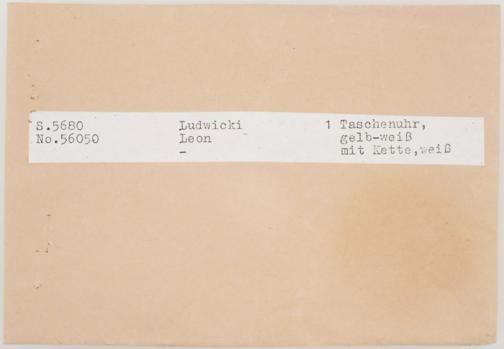 S.5680 Ludwicki 1 Taschenuhr,
No.56050 Leon gelb-weiß
- mit Kette,weiß